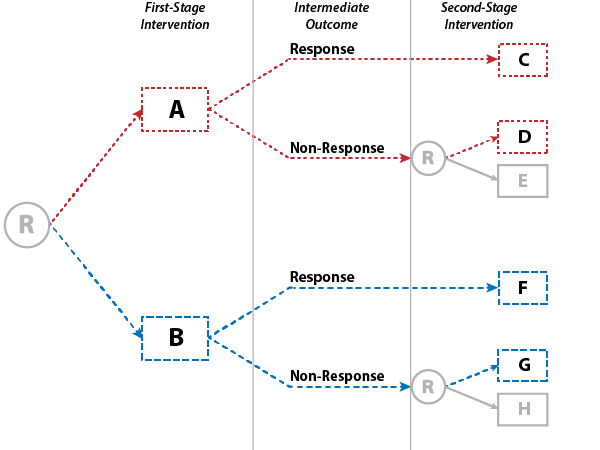 First-Stage
Intervention
Intermediate
Outcome
Second-Stage
Intervention
Response
C
A
Non-Response
R
D
E
R
Response
F
B
Non-Response
R
G
H